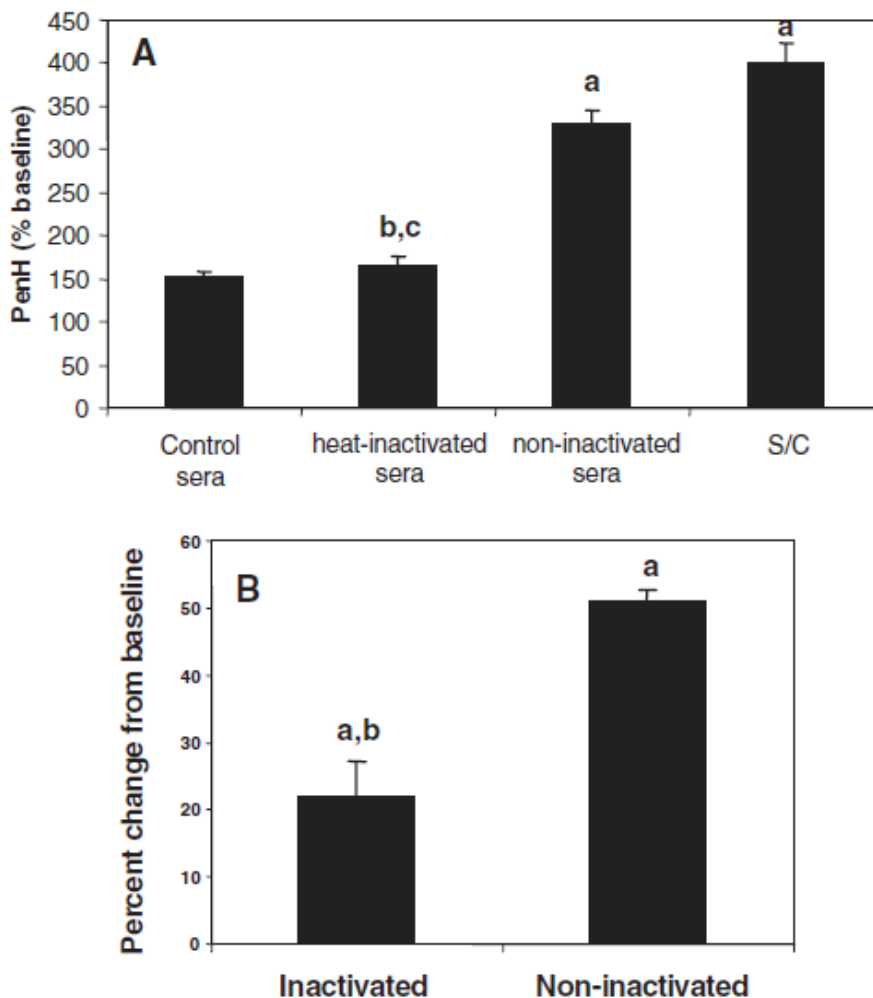 A
PenH (% baseline)
450
400
350
300
250
200
150
100
50
0
b,c
a
a
Control
sera
heat-inactivated
sera
non-inactivated
sera
S/C
B
Percent change from baseline
60
50
40
30
20
10
0
a,b
a
Inactivated
Non-inactivated